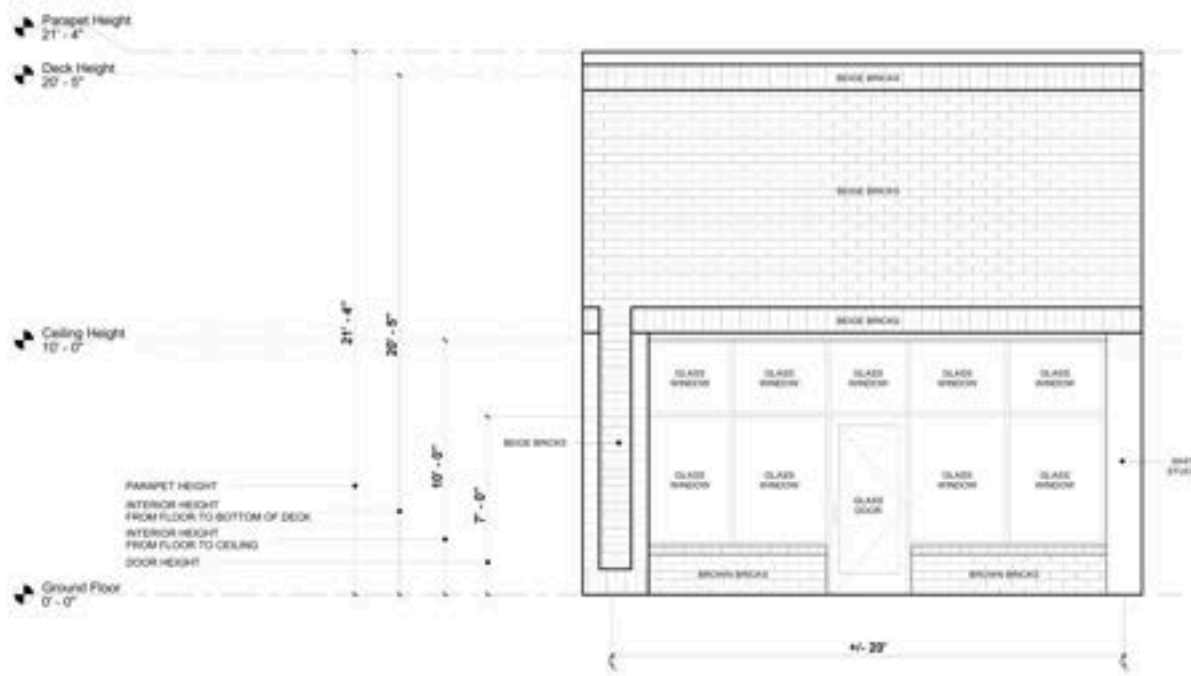 Parapet Height
21' - 4"
Deck Height
20' - 5"
BEIGE BRICKS
BEIGE BRICKS
Ceiling Height
10' - 0"
21' - 4"
20' - 5"
BEIGE BRICKS
GLASS
WINDOW
GLASS
WINDOW
GLASS
WINDOW
GLASS
WINDOW
GLASS
WINDOW
10' - 0"
7' - 0"
BEIGE BRICKS
PARAPET HEIGHT
INTERIOR HEIGHT
FROM FLOOR TO BOTTOM OF DECK
INTERIOR HEIGHT
FROM FLOOR TO CEILING
DOOR HEIGHT
GLASS
WINDOW
GLASS
WINDOW
GLASS
DOOR
GLASS
WINDOW
GLASS
WINDOW
BROWN BRICKS
BROWN BRICKS
Ground Floor
0' - 0"
+/- 20'